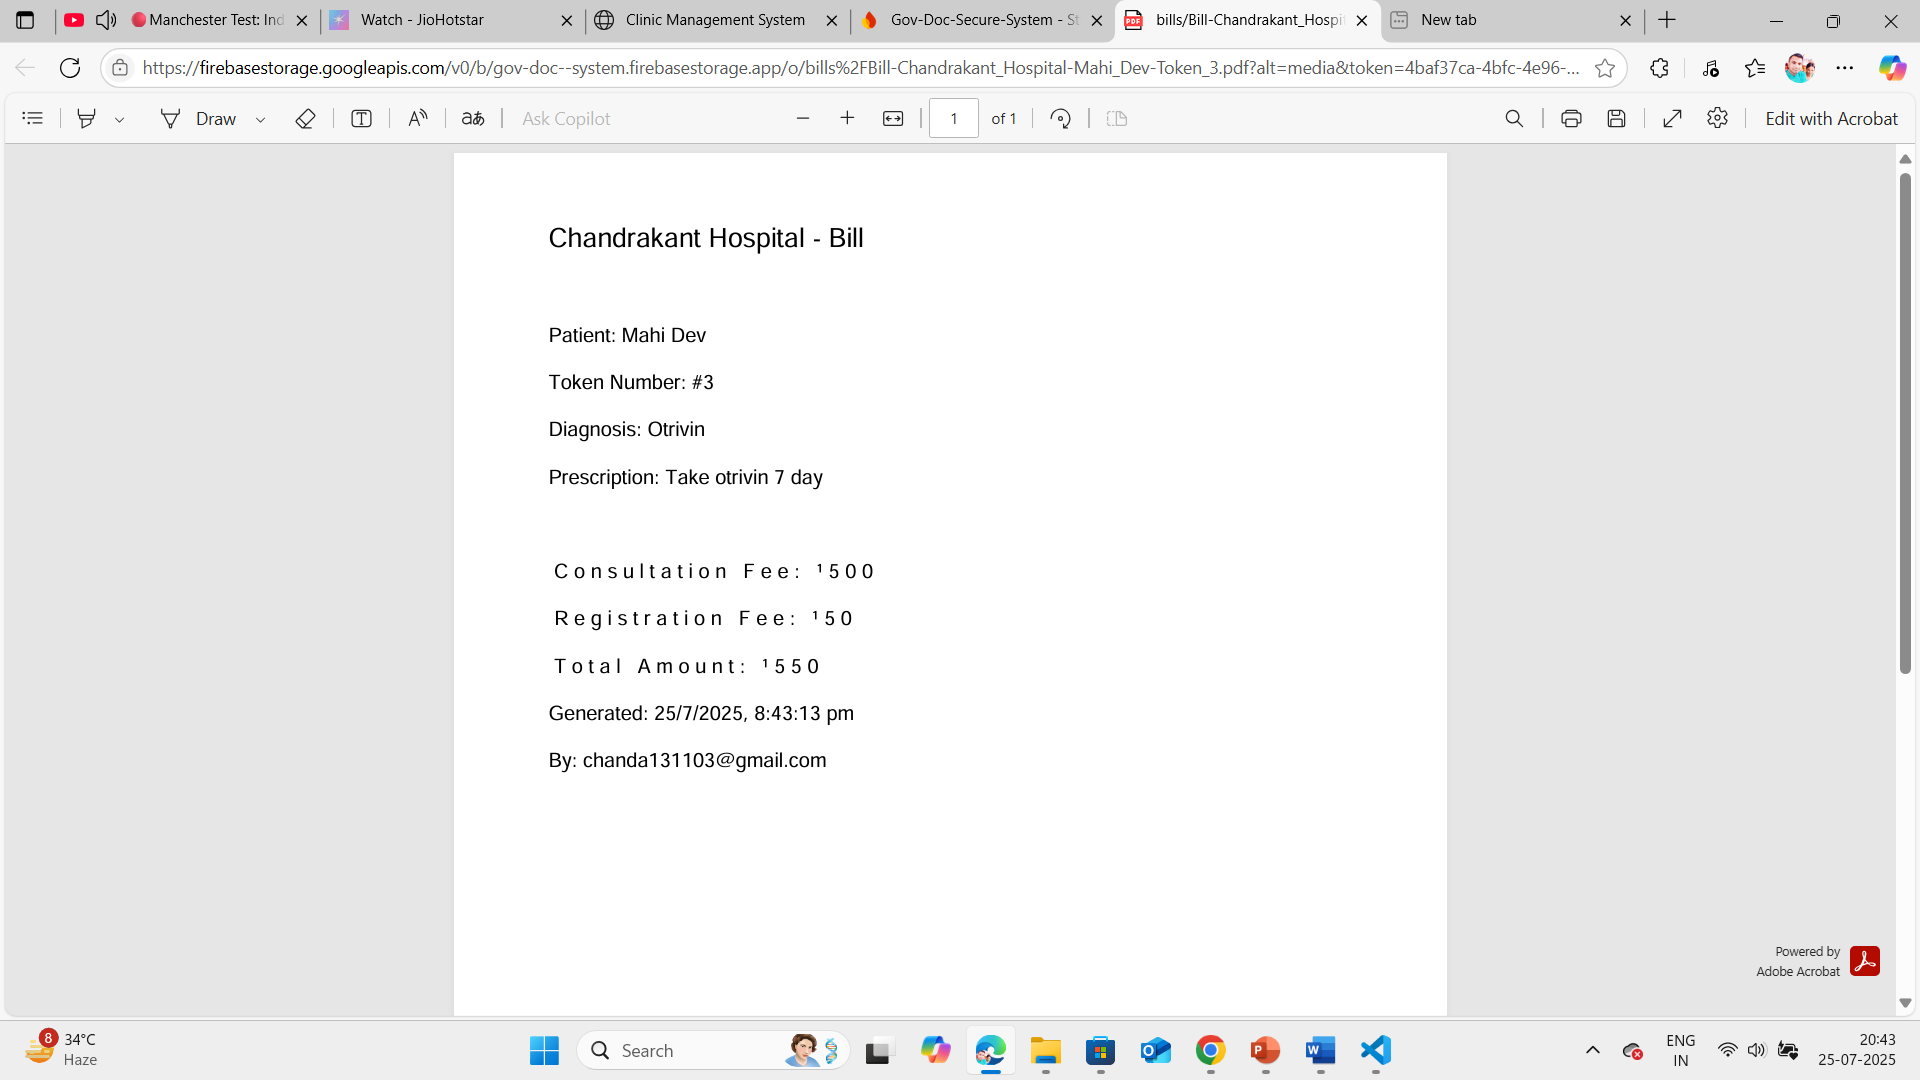 Manchester Test: Ind
Watch - JioHotstar
Clinic Management System
Gov-Doc-Secure-System - St
bills/Bill-Chandrakant_Hospit
New tab
https://firebasestorage.googleapis.com/v0/b/gov-doc--system.firebasestorage.app/o/bills%2FBill-Chandrakant_Hospital-Mahi_Dev-Token_3.pdf?alt=media&token=4baf37ca-4bfc-4e96-...
Draw
Ask Copilot
1 of 1
Edit with Acrobat
Chandrakant Hospital - Bill
Patient: Mahi Dev
Token Number: #3
Diagnosis: Otrivin
Prescription: Take otrivin 7 day
Consultation Fee: ¹500
Registration Fee: ¹50
Total Amount: ¹550
Generated: 25/7/2025, 8:43:13 pm
By: chanda131103@gmail.com
Powered by
Adobe Acrobat
8
34°C
Haze
Search
ENG
IN
20:43
25-07-2025